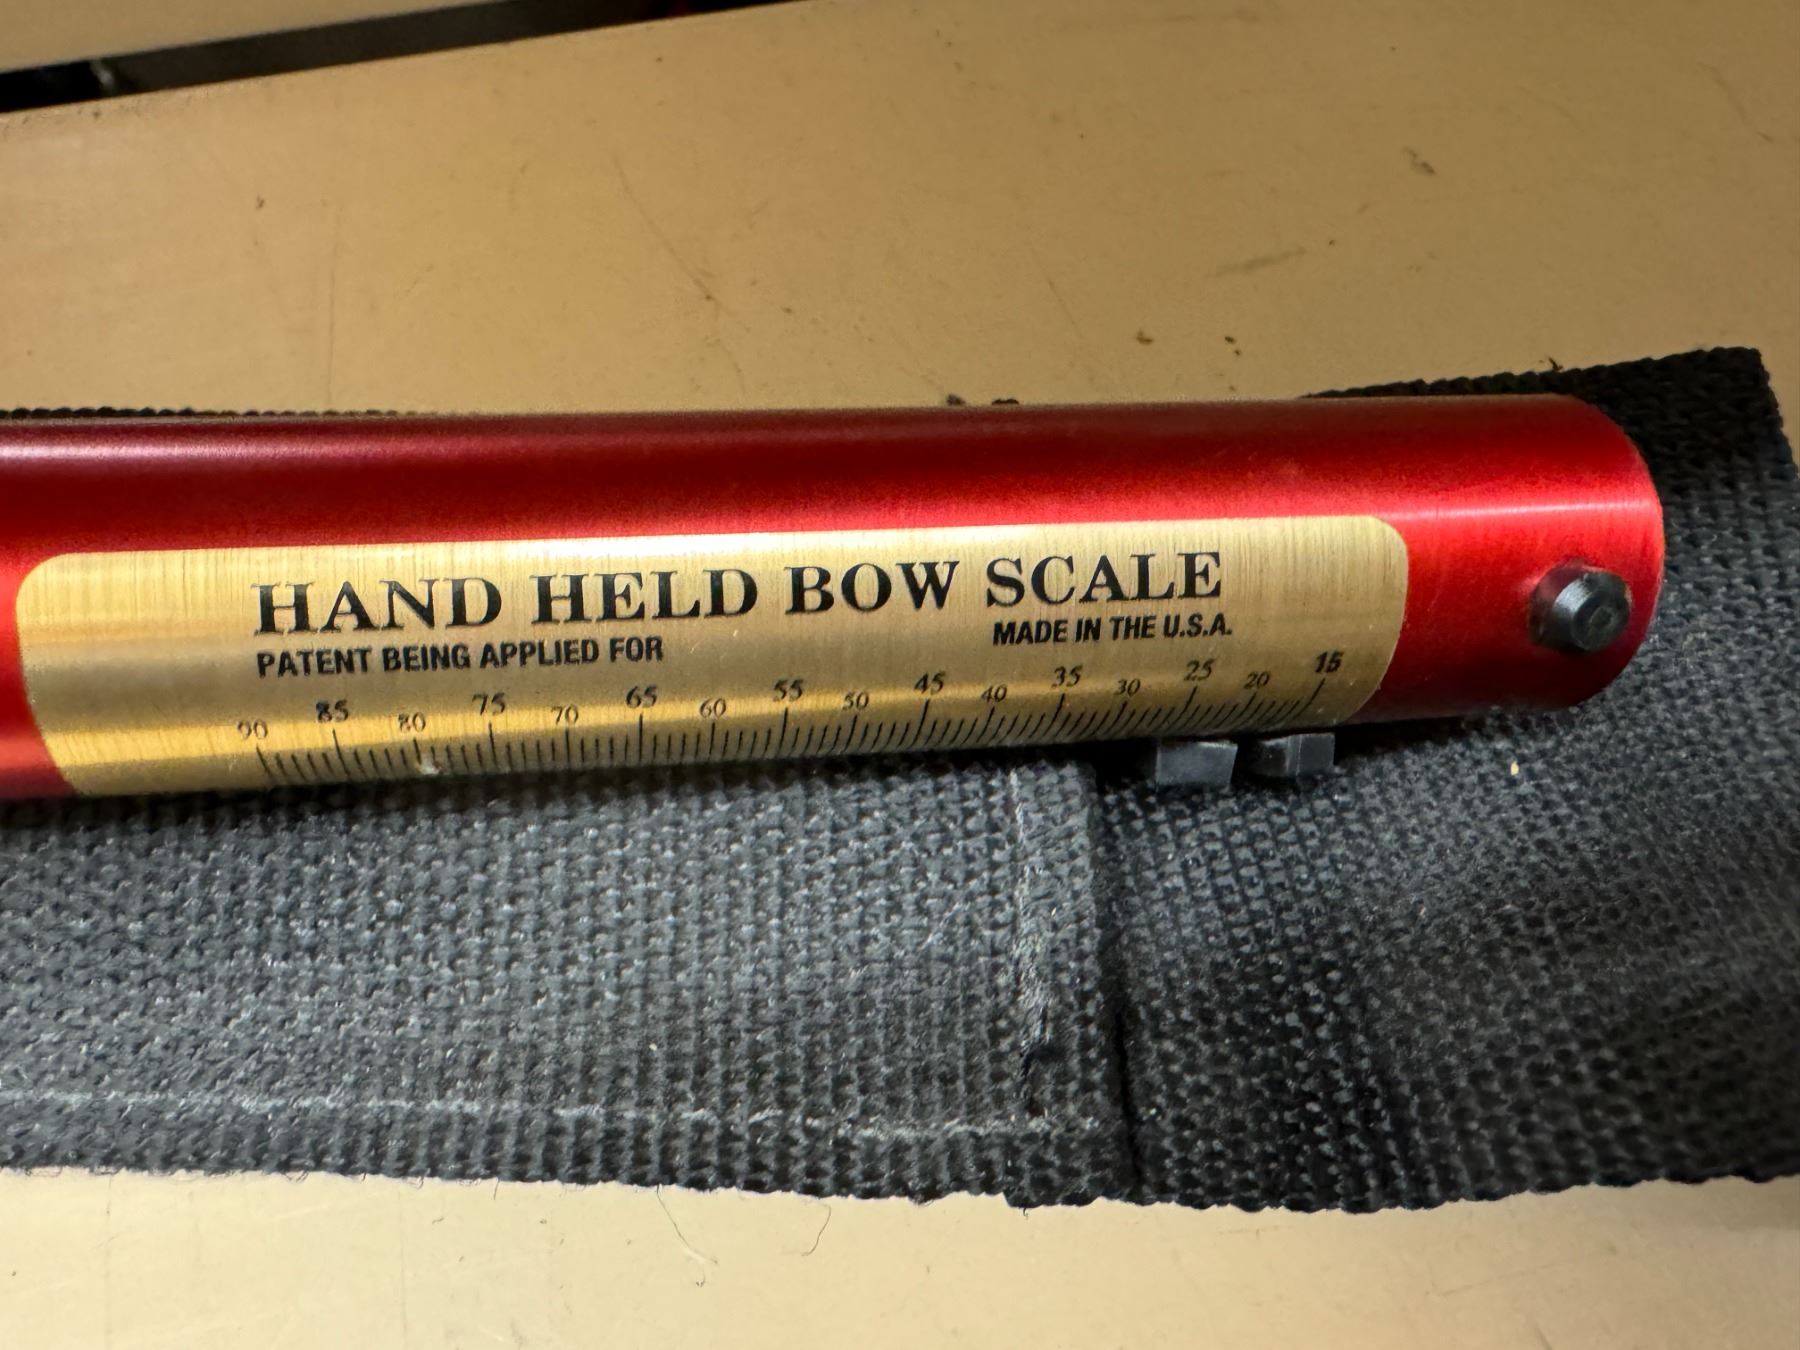 HAND HELD BOW SCALE
PATENT BEING APPLIED FOR MADE IN THE U.S.A.
90 85 80 75 70 65 60 55 50 45 40 35 30 25 20 15